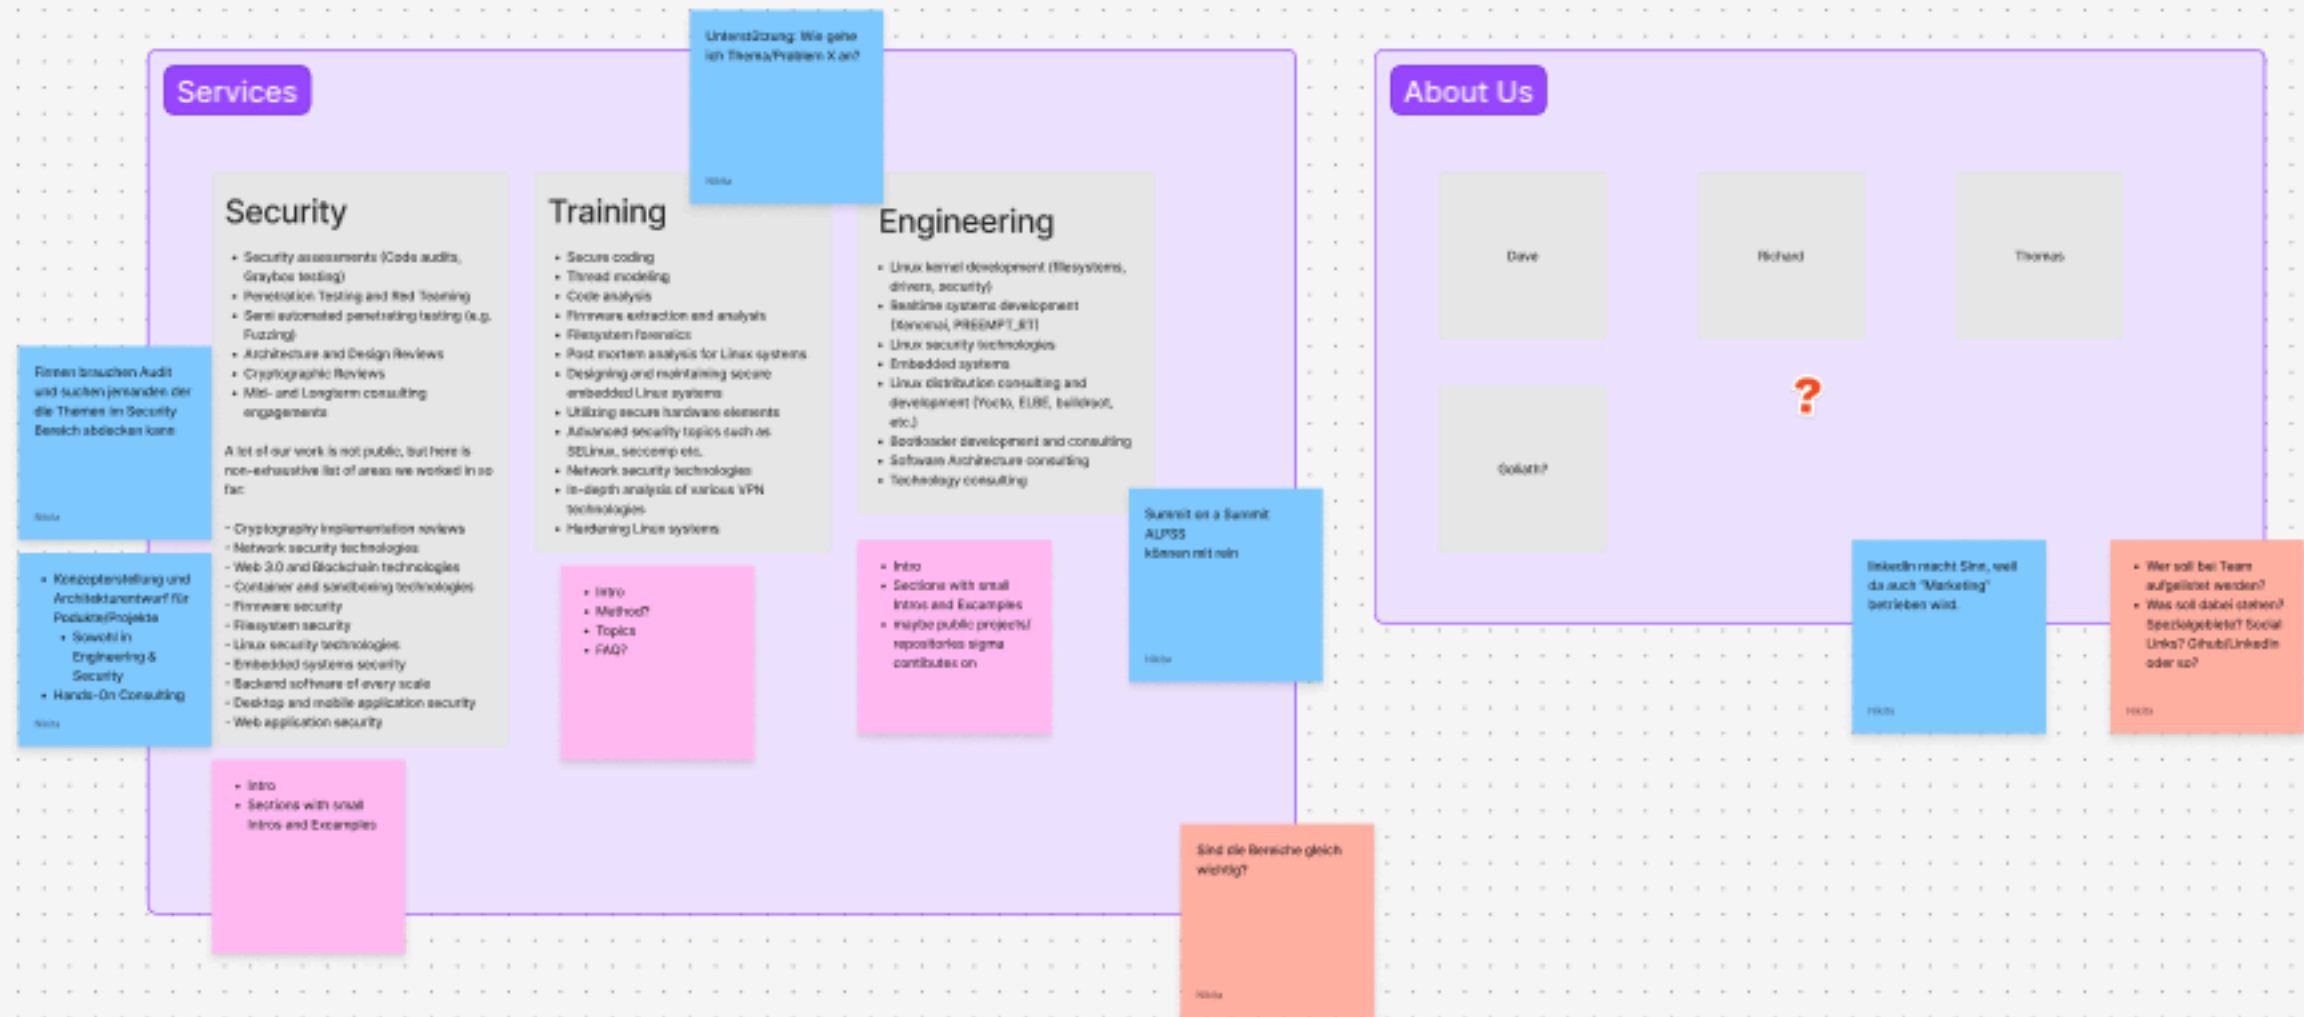 Unterstützung: Wie gehe
ich Thema/Problem X an?
Nikita
Services
Security
• Security assessments (Code audits,
Graybox testing)
• Penetration Testing and Red Teaming
• Semi automated penetrating testing (e.g.
Fuzzing)
• Architecture and Design Reviews
• Cryptographic Reviews
• Mid- and Longterm consulting
engagements
A lot of our work is not public, but here is
non-exhaustive list of areas we worked in so
far:
- Cryptography implementation reviews
- Network security technologies
- Web 3.0 and Blockchain technologies
- Container and sandboxing technologies
- Firmware security
- Filesystem security
- Linux security technologies
- Embedded systems security
- Backend software of every scale
- Desktop and mobile application security
- Web application security
Training
• Secure coding
• Thread modeling
• Code analysis
• Firmware extraction and analysis
• Filesystem forensics
• Post mortem analysis for Linux systems
• Designing and maintaining secure
embedded Linux systems
• Utilizing secure hardware elements
• Advanced security topics such as
SELinux, seccomp etc.
• Network security technologies
• In-depth analysis of various VPN
technologies
• Hardening Linux systems
Engineering
• Linux kernel development (filesystems,
drivers, security)
• Realtime systems development
(Xenomai, PREEMPT_RT)
• Linux security technologies
• Embedded systems
• Linux distribution consulting and
development (Yocto, ELBE, buildroot,
etc.)
• Bootloader development and consulting
• Software Architecture consulting
• Technology consulting
Firmen brauchen Audit
und suchen jemanden der
die Themen im Security
Bereich abdecken kann
Nikita
• Konzepterstellung und
Architekturentwurf für
Podukte/Projekte
• Sowohl in
Engineering &
Security
• Hands-On Consulting
Nikita
• Intro
• Sections with small
Intros and Excamples
• Intro
• Method?
• Topics
• FAQ?
• Intro
• Sections with small
Intros and Excamples
• maybe public projects/
repositories sigma
contibutes on
Summit on a Summit
ALPSS
können mit rein
Nikita
Sind die Bereiche gleich
wichtig?
Nikita
About Us
Dave
Richard
Thomas
Goliath?
?
linkedin macht Sinn, weil
da auch "Marketing"
betrieben wird.
Nikita
• Wer soll bei Team
aufgelistet werden?
• Was soll dabei stehen?
Spezialgebiete? Social
Links? Gihub/LinkedIn
oder so?
Nikita